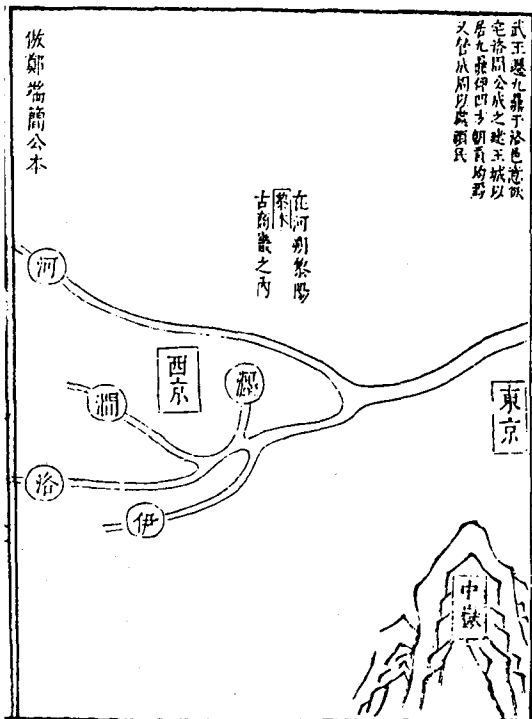 武王遷九鼎于洛邑意欲
宅洛周公成之建王城以
居九鼎俾四方朝貢均焉
又營成周以處頑民
在河朔黎陽
黎水
古商畿之內
倣鄭端簡公本
河
西京
瀍
東京
澗
洛
伊
中嶽